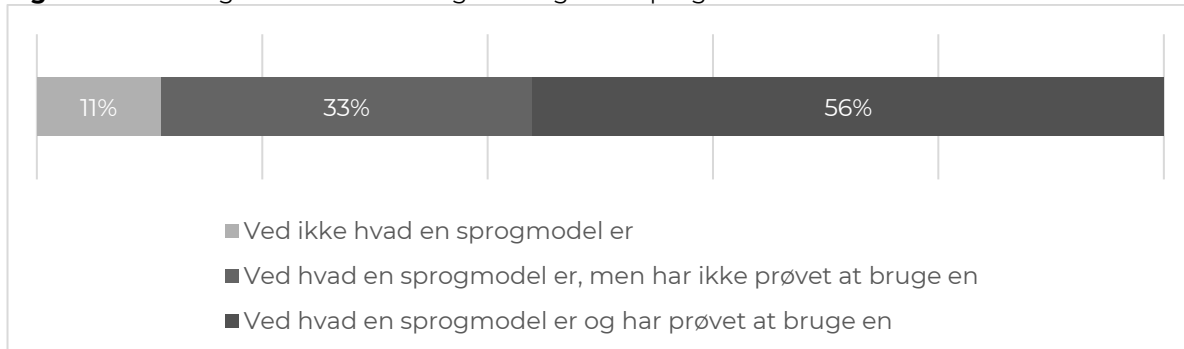 11% 33% 56%
Ved ikke hvad en sprogmodel er
Ved hvad en sprogmodel er, men har ikke prøvet at bruge en
Ved hvad en sprogmodel er og har prøvet at bruge en